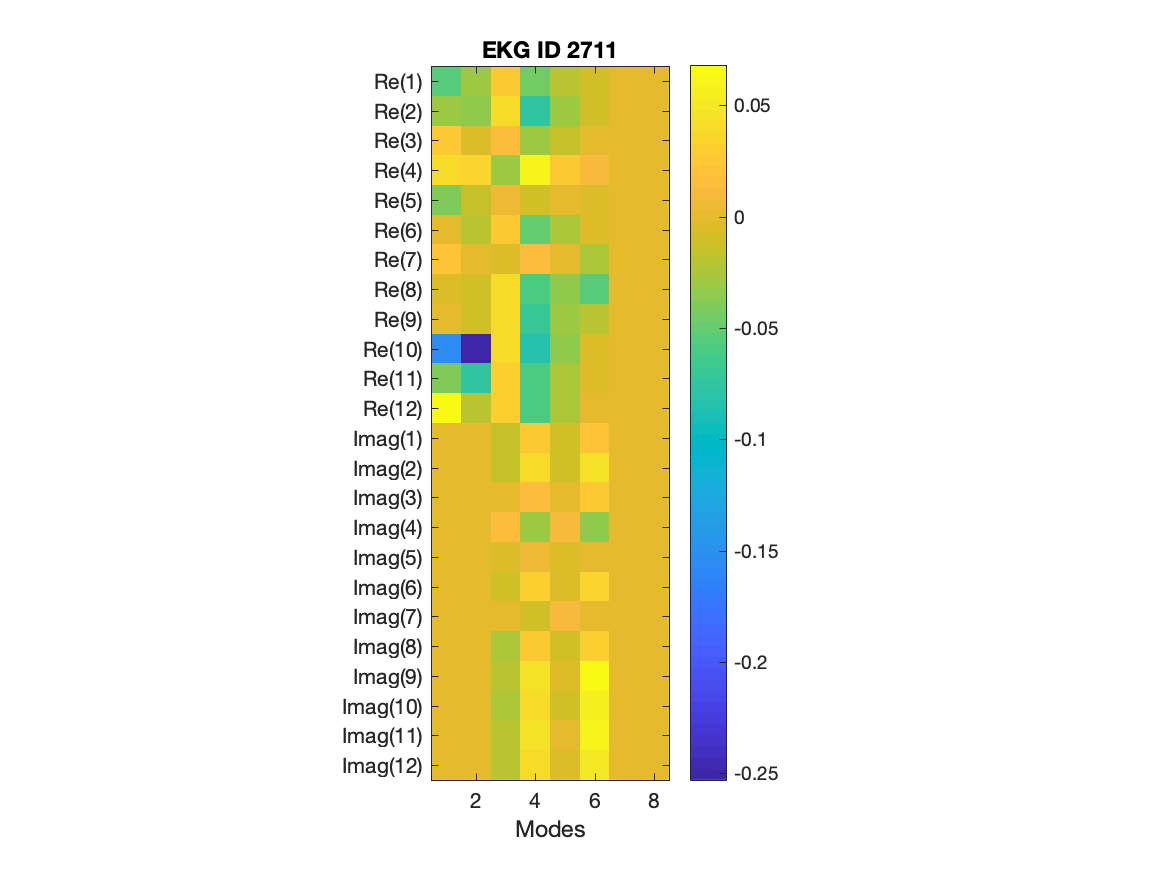 EKG ID 2711
Re(1)
Re(2)
Re(3)
Re(4)
Re(5)
Re(6)
Re(7)
Re(8)
Re(9)
Re(10)
Re(11)
Re(12)
Imag(1)
Imag(2)
Imag(3)
Imag(4)
Imag(5)
Imag(6)
Imag(7)
Imag(8)
Imag(9)
Imag(10)
Imag(11)
Imag(12)
2 4 6 8
Modes
0.05
0
-0.05
-0.1
-0.15
-0.2
-0.25